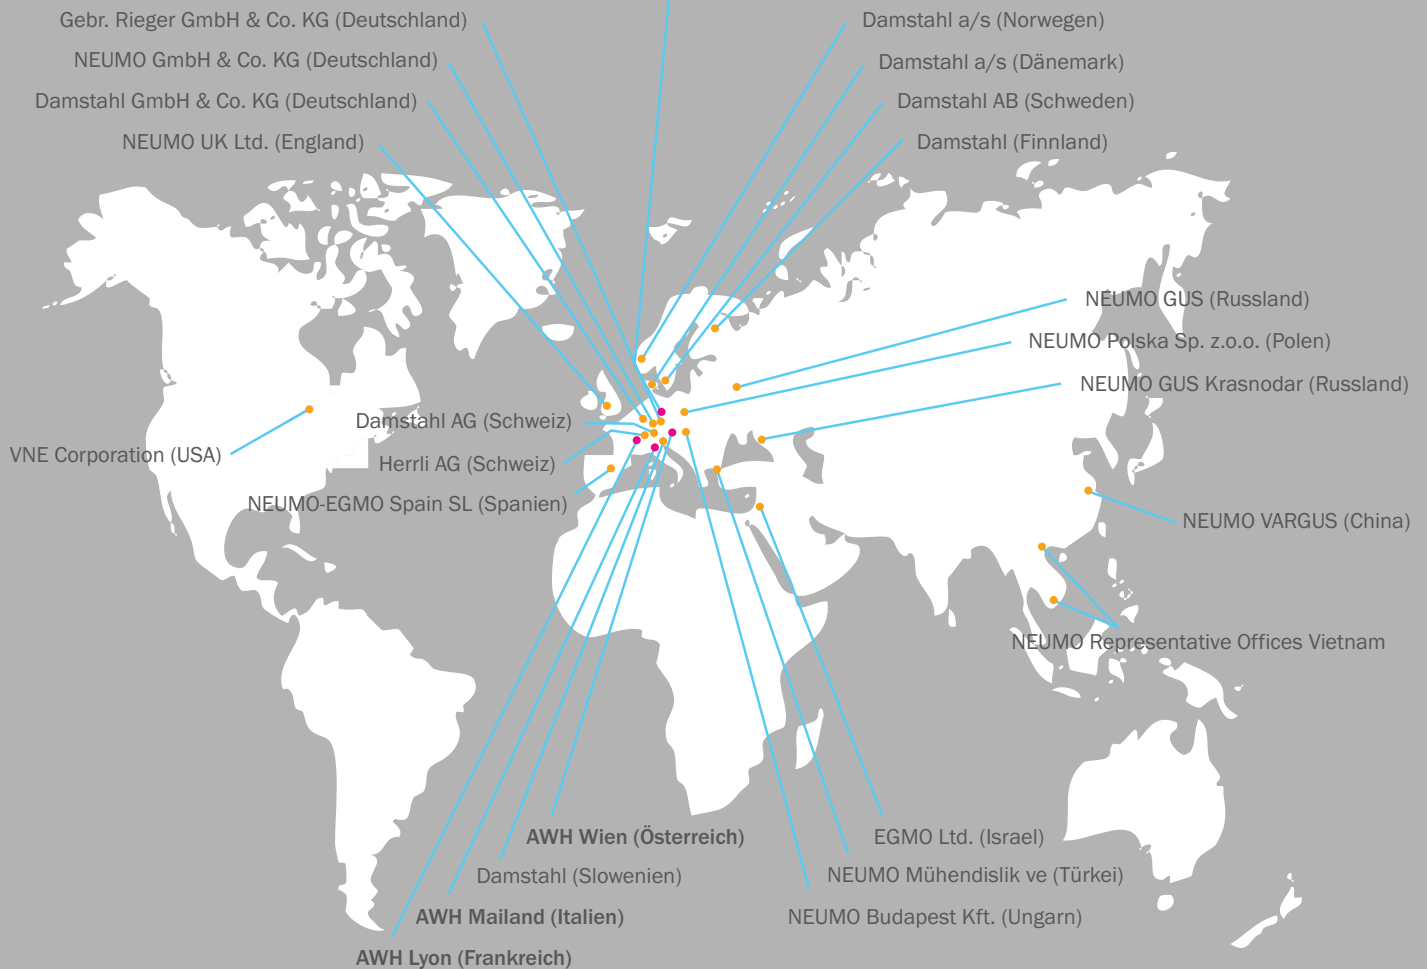 Gebr. Rieger GmbH & Co. KG (Deutschland)
NEUMO GmbH & Co. KG (Deutschland)
Damstahl GmbH & Co. KG (Deutschland)
NEUMO UK Ltd. (England)
Damstahl a/s (Norwegen)
Damstahl a/s (Dänemark)
Damstahl AB (Schweden)
Damstahl (Finnland)
NEUMO GUS (Russland)
NEUMO Polska Sp. z.o.o. (Polen)
NEUMO GUS Krasnodar (Russland)
Damstahl AG (Schweiz)
VNE Corporation (USA)
Herrli AG (Schweiz)
NEUMO-EGMO Spain SL (Spanien)
NEUMO VARGUS (China)
NEUMO Representative Offices Vietnam
AWH Wien (Österreich)
Damstahl (Slowenien)
AWH Mailand (Italien)
AWH Lyon (Frankreich)
EGMO Ltd. (Israel)
NEUMO Mühendislik ve (Türkei)
NEUMO Budapest Kft. (Ungarn)